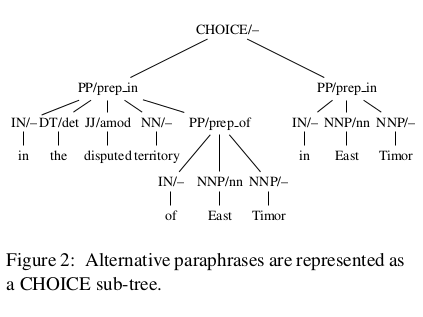 CHOICE/–
PP/prep_in PP/prep_in
IN/– DT/det JJ/amod NN/– PP/prep_of IN/– NNP/nn NNP/–
in the disputed territory in East Timor
IN/– NNP/nn NNP/–
of East Timor
Figure 2: Alternative paraphrases are represented as
a CHOICE sub-tree.